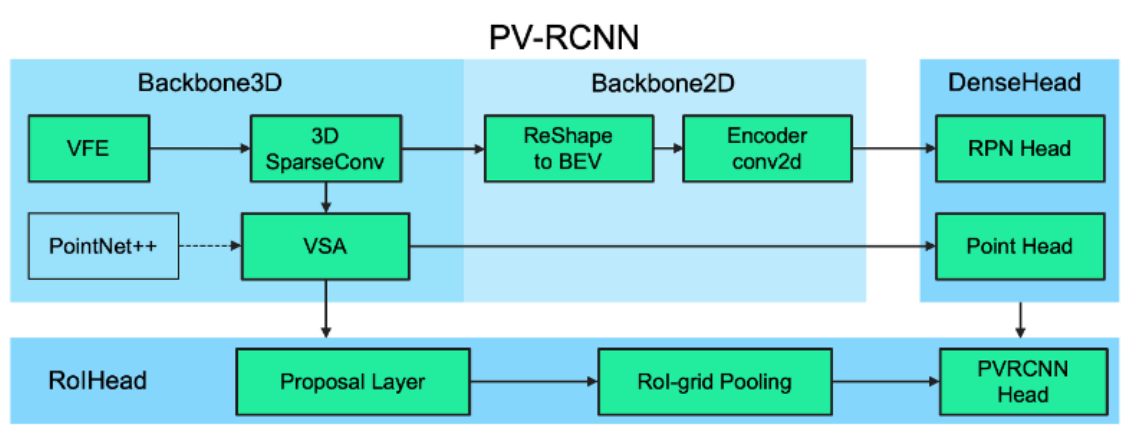 PV-RCNN
Backbone3D
Backbone2D
DenseHead
VFE
3D
SparseConv
ReShape
to BEV
Encoder
conv2d
RPN Head
PointNet++
VSA
Point Head
RoIHead
Proposal Layer
RoI-grid Pooling
PVRCNN
Head